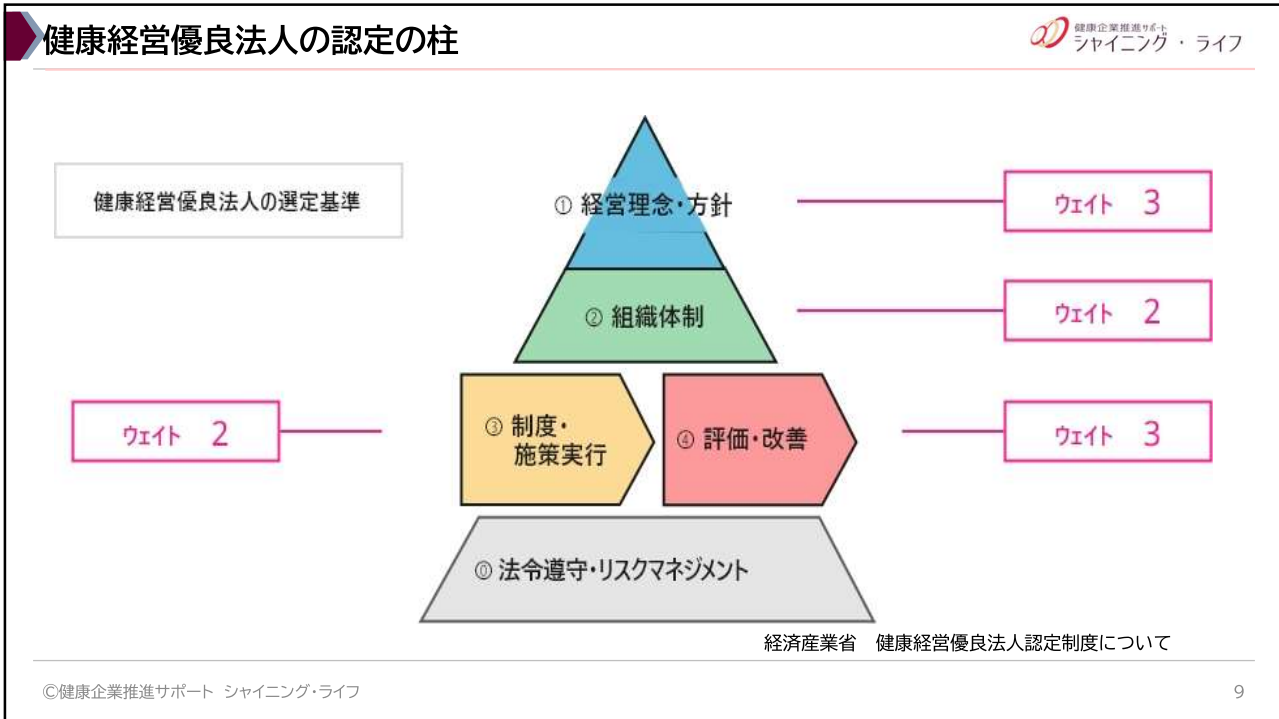 健康経営優良法人の認定の柱
健康企業推進サポート
シャイニング・ライフ
健康経営優良法人の選定基準
① 経営理念・方針
ウェイト 3
② 組織体制
ウェイト 2
ウェイト 2
③ 制度・
施策実行
④ 評価・改善
ウェイト 3
⓪ 法令遵守・リスクマネジメント
経済産業省　健康経営優良法人認定制度について
©健康企業推進サポート シャイニング・ライフ
9